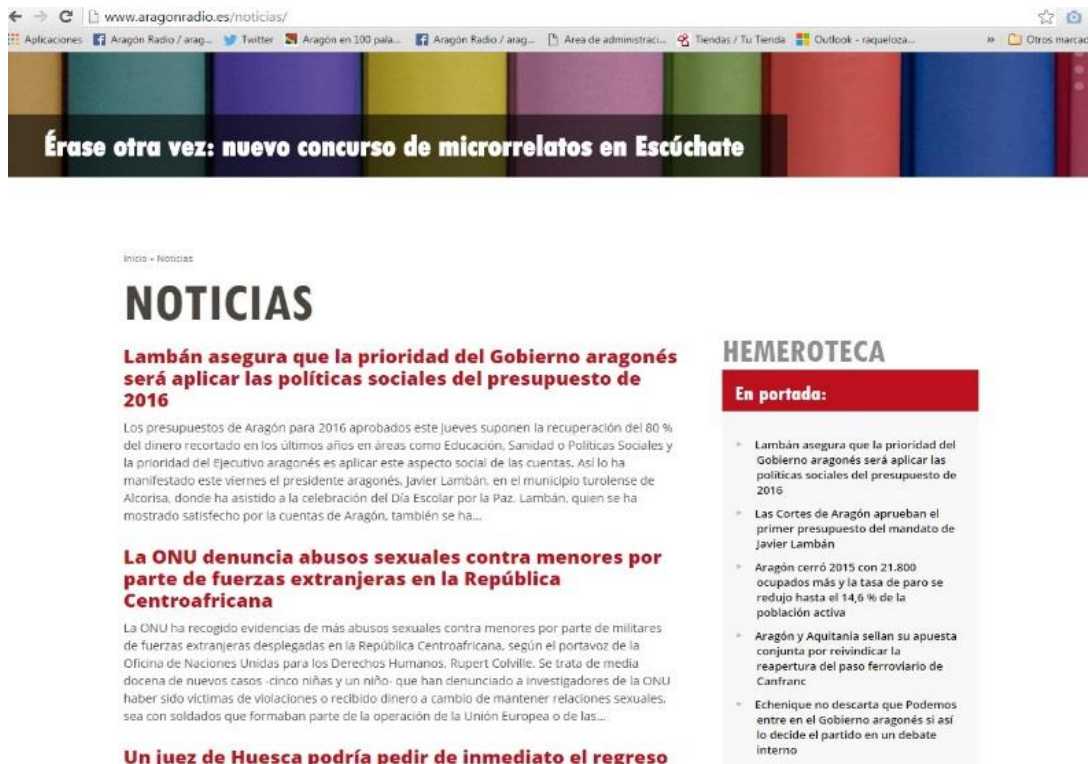 www.aragonradio.es/noticias/
Aplicaciones Aragón Radio / arag... Twitter Aragón en 100 pala... Aragón Radio / arag... Area de administraci... Tiendas / Tu Tienda Outlook - raqueloza... » Otros marcad
Érase otra vez: nuevo concurso de microrrelatos en Escúchate
Inicio » Noticias
NOTICIAS
Lambán asegura que la prioridad del Gobierno aragonés
será aplicar las políticas sociales del presupuesto de
2016
Los presupuestos de Aragón para 2016 aprobados este jueves suponen la recuperación del 80 %
del dinero recortado en los últimos años en áreas como Educación, Sanidad o Políticas Sociales y
la prioridad del Ejecutivo aragonés es aplicar este aspecto social de las cuentas. Así lo ha
manifestado este viernes el presidente aragonés, Javier Lambán, en el municipio turolense de
Alcorisa, donde ha asistido a la celebración del Día Escolar por la Paz. Lambán, quien se ha
mostrado satisfecho por la cuentas de Aragón, también se ha...
La ONU denuncia abusos sexuales contra menores por
parte de fuerzas extranjeras en la República
Centroafricana
La ONU ha recogido evidencias de más abusos sexuales contra menores por parte de militares
de fuerzas extranjeras desplegadas en la República Centroafricana, según el portavoz de la
Oficina de Naciones Unidas para los Derechos Humanos, Rupert Colville. Se trata de media
docena de nuevos casos -cinco niñas y un niño- que han denunciado a investigadores de la ONU
haber sido víctimas de violaciones o recibido dinero a cambio de mantener relaciones sexuales,
sea con soldados que formaban parte de la operación de la Unión Europea o de las...
Un juez de Huesca podría pedir de inmediato el regreso
HEMEROTECA
En portada:
Lambán asegura que la prioridad del
Gobierno aragonés será aplicar las
políticas sociales del presupuesto de
2016
Las Cortes de Aragón aprueban el
primer presupuesto del mandato de
Javier Lambán
Aragón cerró 2015 con 21.800
ocupados más y la tasa de paro se
redujo hasta el 14,6 % de la
población activa
Aragón y Aquitania sellan su apuesta
conjunta por reivindicar la
reapertura del paso ferroviario de
Canfranc
Echenique no descarta que Podemos
entre en el Gobierno aragonés si así
lo decide el partido en un debate
interno